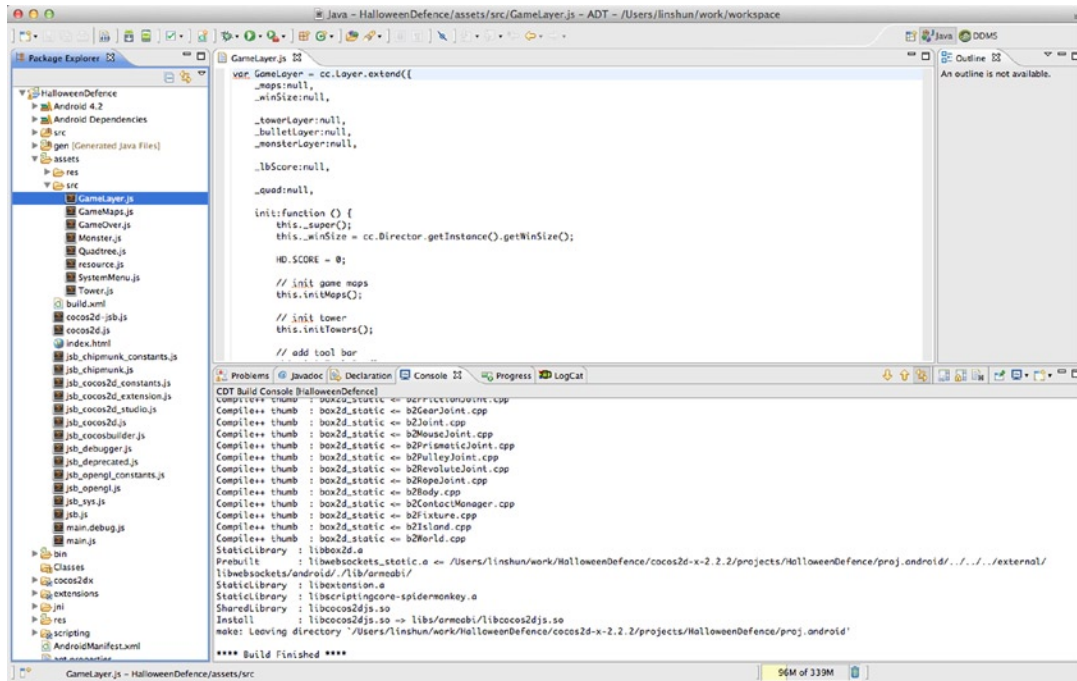 Java – HalloweenDefence/assets/src/GameLayer.js – ADT – /Users/linshun/work/workspace
Java
DDMS
Package Explorer
HalloweenDefence
Android 4.2
Android Dependencies
src
gen [Generated Java Files]
assets
res
src
GameLayer.js
GameMaps.js
GameOver.js
Monster.js
Quadtree.js
resource.js
SystemMenu.js
Tower.js
build.xml
cocos2d-jsb.js
cocos2d.js
index.html
jsb_chipmunk_constants.js
jsb_chipmunk.js
jsb_cocos2d_constants.js
jsb_cocos2d_extension.js
jsb_cocos2d_studio.js
jsb_cocos2d.js
jsb_cocosbuilder.js
jsb_debugger.js
jsb_deprecated.js
jsb_opengl_constants.js
jsb_opengl.js
jsb_sys.js
jsb.js
main.debug.js
main.js
bin
Classes
cocos2dx
extensions
jni
res
scripting
AndroidManifest.xml
GameLayer.js
var GameLayer = cc.Layer.extend({
_maps:null,
_winSize:null,
_towerLayer:null,
_bulletLayer:null,
_monsterLayer:null,
_lbScore:null,
_quad:null,
init:function () {
this._super();
this._winSize = cc.Director.getInstance().getWinSize();
HD.SCORE = 0;
// init game maps
this.initMaps();
// init tower
this.initTowers();
// add tool bar
Outline
An outline is not available.
Problems @ Javadoc Declaration Console Progress LogCat
CDT Build Console [HalloweenDefence]
Compile++ thumb : box2d_static <= b2FrictionJoint.cpp
Compile++ thumb : box2d_static <= b2GearJoint.cpp
Compile++ thumb : box2d_static <= b2Joint.cpp
Compile++ thumb : box2d_static <= b2MouseJoint.cpp
Compile++ thumb : box2d_static <= b2PrismaticJoint.cpp
Compile++ thumb : box2d_static <= b2PulleyJoint.cpp
Compile++ thumb : box2d_static <= b2RevoluteJoint.cpp
Compile++ thumb : box2d_static <= b2RopeJoint.cpp
Compile++ thumb : box2d_static <= b2Body.cpp
Compile++ thumb : box2d_static <= b2ContactManager.cpp
Compile++ thumb : box2d_static <= b2Fixture.cpp
Compile++ thumb : box2d_static <= b2Island.cpp
Compile++ thumb : box2d_static <= b2World.cpp
StaticLibrary : libbox2d.a
Prebuilt : libwebsockets_static.a <= /Users/linshun/work/HalloweenDefence/cocos2d-x-2.2.2/projects/HalloweenDefence/proj.android/../../../external/
libwebsockets/android/./lib/armeabi/
StaticLibrary : libextension.a
StaticLibrary : libscriptingcore-spidermonkey.a
SharedLibrary : libcocos2djs.so
Install : libcocos2djs.so => libs/armeabi/libcocos2djs.so
make: Leaving directory `/Users/linshun/work/HalloweenDefence/cocos2d-x-2.2.2/projects/HalloweenDefence/proj.android'
**** Build Finished ****
GameLayer.js – HalloweenDefence/assets/src
96M of 339M